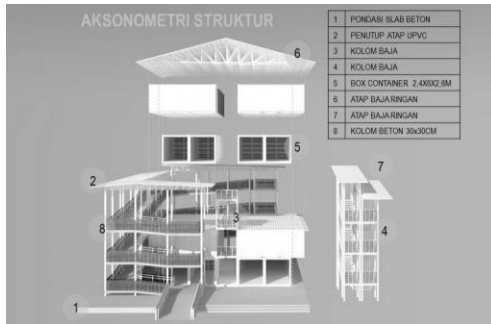 AKSONOMETRI STRUKTUR
1 PONDASI SLAB BETON
2 PENUTUP ATAP UPVC
3 KOLOM BAJA
4 KOLOM BAJA
5 BOX CONTAINER 2,4X6X2,6M
6 ATAP BAJA RINGAN
7 ATAP BAJA RINGAN
8 KOLOM BETON 30x30CM
6
5
7
2
3
8
4
1